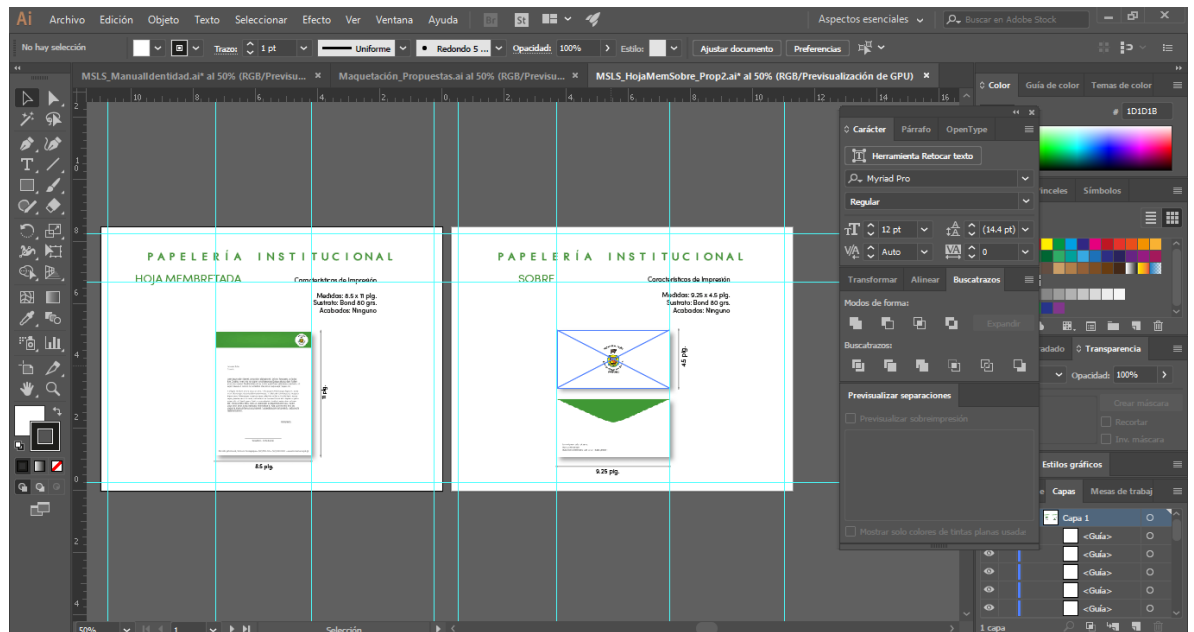 Ai Archivo Edición Objeto Texto Seleccionar Efecto Ver Ventana Ayuda Br St Aspectos esenciales Buscar en Adobe Stock
No hay selección Trazo: 1 pt Uniforme Redondo 5 ... Opacidad: 100% Estilo: Ajustar documento Preferencias
MSLS_ManualIdentidad.ai* al 50% (RGB/Previsu... × Maquetación_Propuestas.ai al 50% (RGB/Previsu... × MSLS_HojaMemSobre_Prop2.ai* al 50% (RGB/Previsualización de GPU) ×
Color Guía de color Temas de color
# 1D1D1B
Carácter Párrafo OpenType
Herramienta Retocar texto
Myriad Pro
Regular
12 pt (14.4 pt)
Auto 0
Transformar Alinear Buscatrazos
Modos de forma:
Expandir
Buscatrazos:
Previsualizar separaciones
Previsualizar sobreimpresión
Mostrar solo colores de tintas planas usadas
Pinceles Símbolos
Transparencia
Opacidad: 100%
Crear máscara
Recortar
Inv. máscara
Estilos gráficos
Capas Mesas de trabaj
Capa 1
<Guía>
<Guía>
<Guía>
<Guía>
<Guía>
1 capa
PAPELERÍA INSTITUCIONAL
HOJA MEMBRETADA
Características de Impresión
Medidas: 8,5 x 11 plg.
Sustrato: Bond 80 grs.
Acabados: Ninguno
11 plg.
8.5 plg.
PAPELERÍA INSTITUCIONAL
SOBRE
Características de Impresión
Medidas: 9.25 x 4.5 plg.
Sustrato: Bond 80 grs.
Acabados: Ninguno
4.5 plg.
9.25 plg.
50% 1 Selección